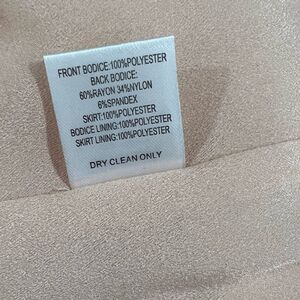 FRONT BODICE:100%POLYESTER
BACK BODICE:
60%RAYON 34%NYLON
6%SPANDEX
SKIRT:100%POLYESTER
BODICE LINING:100%POLYESTER
SKIRT LINING:100%POLYESTER
DRY CLEAN ONLY